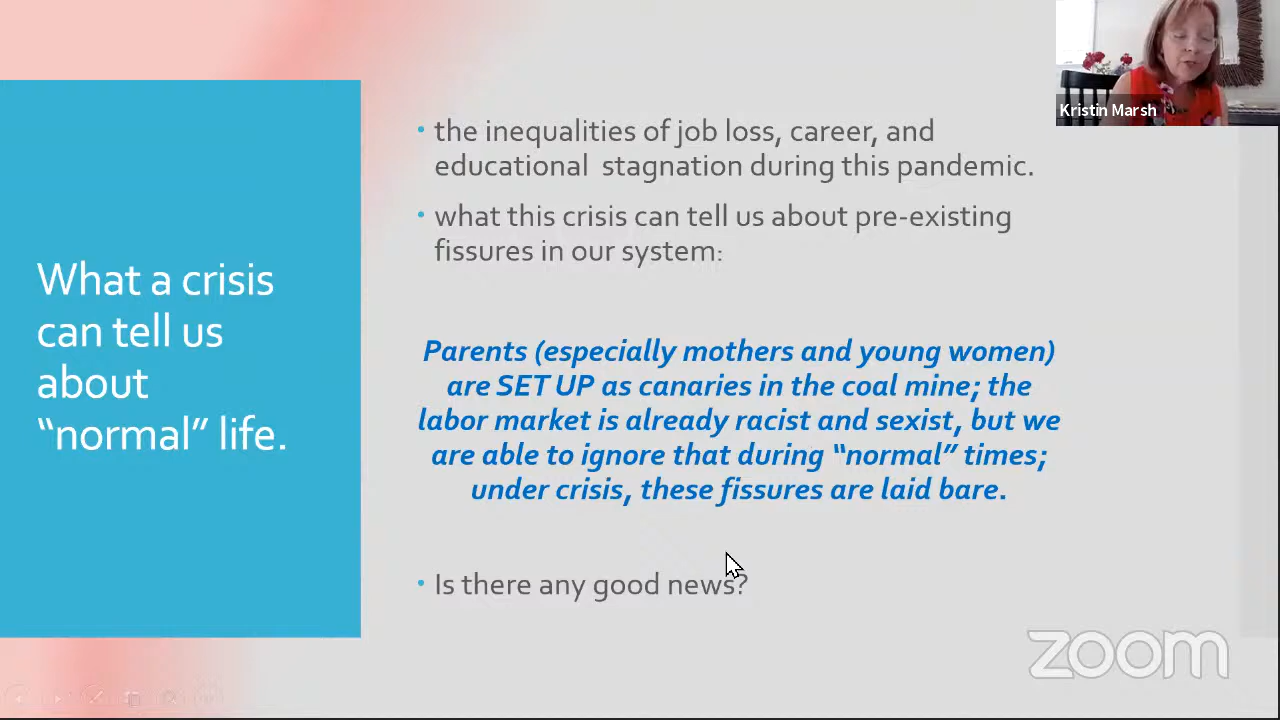 Kristin Marsh
What a crisis
can tell us
about
“normal” life.
• the inequalities of job loss, career, and
educational stagnation during this pandemic.
• what this crisis can tell us about pre-existing
fissures in our system:
Parents (especially mothers and young women)
are SET UP as canaries in the coal mine; the
labor market is already racist and sexist, but we
are able to ignore that during “normal” times;
under crisis, these fissures are laid bare.
• Is there any good news?
zoom